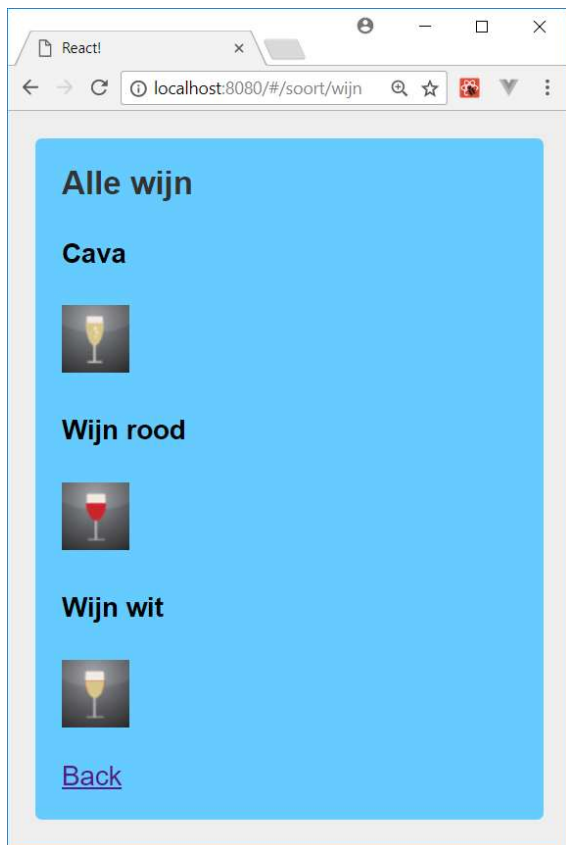 React!
localhost:8080/#/soort/wijn
Alle wijn
Cava
Wijn rood
Wijn wit
Back